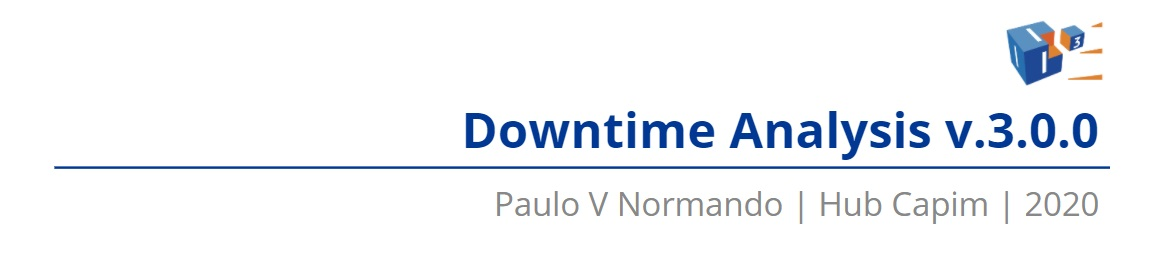 Downtime Analysis v.3.0.0
Paulo V Normando | Hub Capim | 2020